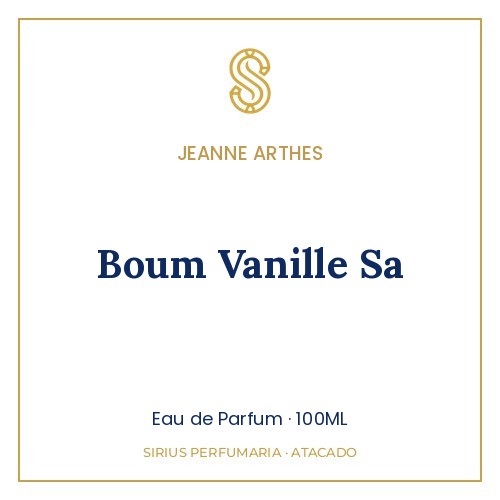 JEANNE ARTHES
Boum Vanille Sa
Eau de Parfum · 100ML
SIRIUS PERFUMARIA · ATACADO